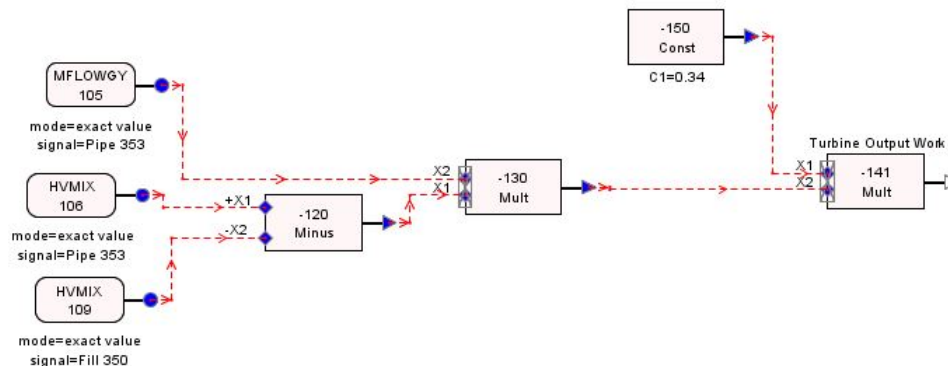 -150
Const
C1=0.34
MFLOWGY
105
mode=exact value
signal=Pipe 353
Turbine Output Work
X1
X2
-141
Mult
X2
X1
-130
Mult
HVMIX
106
mode=exact value
signal=Pipe 353
+X1
-X2
-120
Minus
HVMIX
109
mode=exact value
signal=Fill 350